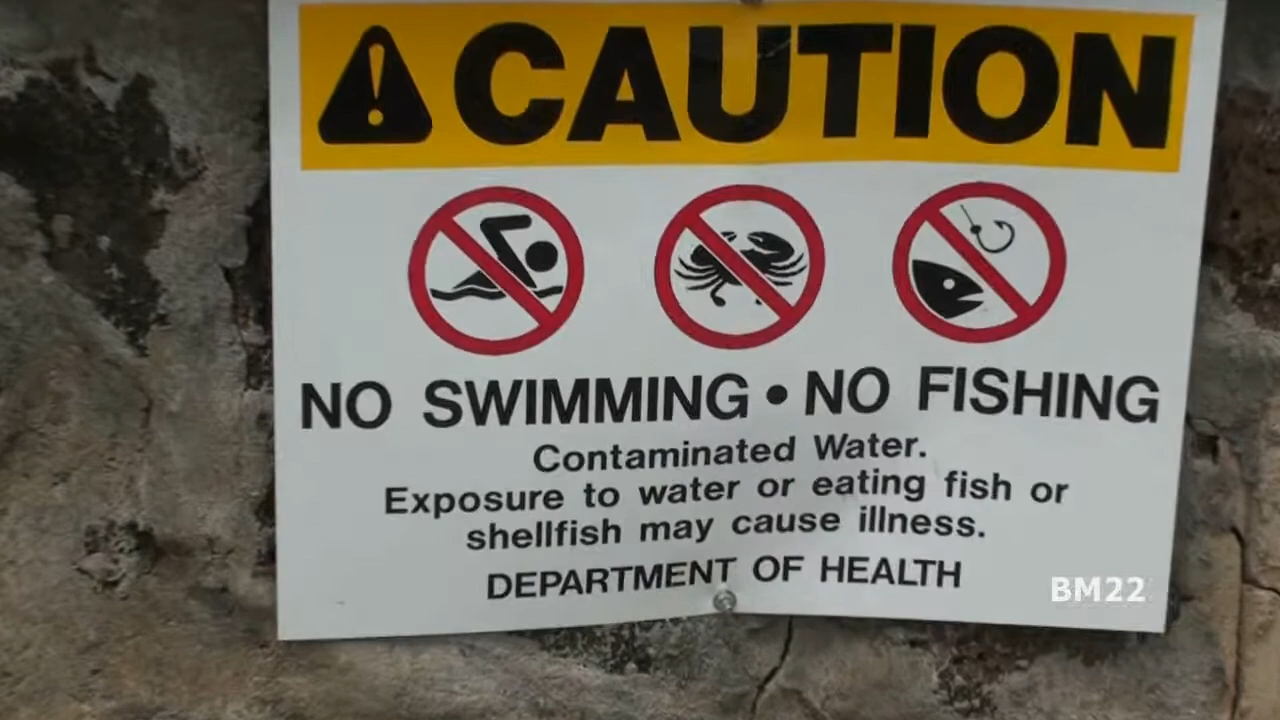 CAUTION
NO SWIMMING • NO FISHING
Contaminated Water.
Exposure to water or eating fish or
shellfish may cause illness.
DEPARTMENT OF HEALTH
BM22